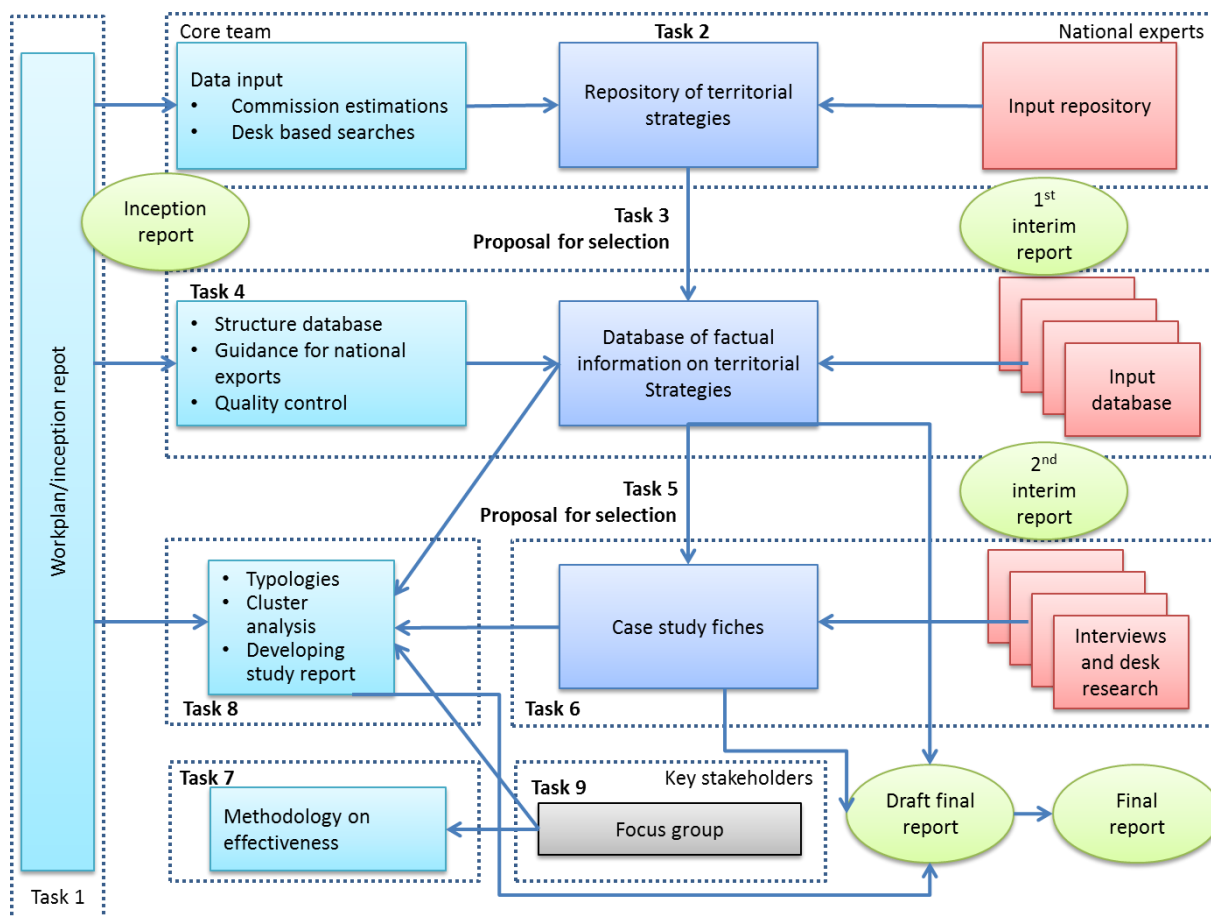 Core team
Task 2
National experts
Data input
• Commission estimations
• Desk based searches
Repository of territorial
strategies
Input repository
Inception
report
Task 3
Proposal for selection
1st
interim
report
Task 4
• Structure database
• Guidance for national
exports
• Quality control
Database of factual
information on territorial
Strategies
Input
database
Workplan/inception repot
Task 5
Proposal for selection
2nd
interim
report
• Typologies
• Cluster
analysis
• Developing
study report
Task 8
Case study fiches
Task 6
Interviews
and desk
research
Task 7
Methodology on
effectiveness
Task 9
Key stakeholders
Focus group
Draft final
report
Final
report
Task 1